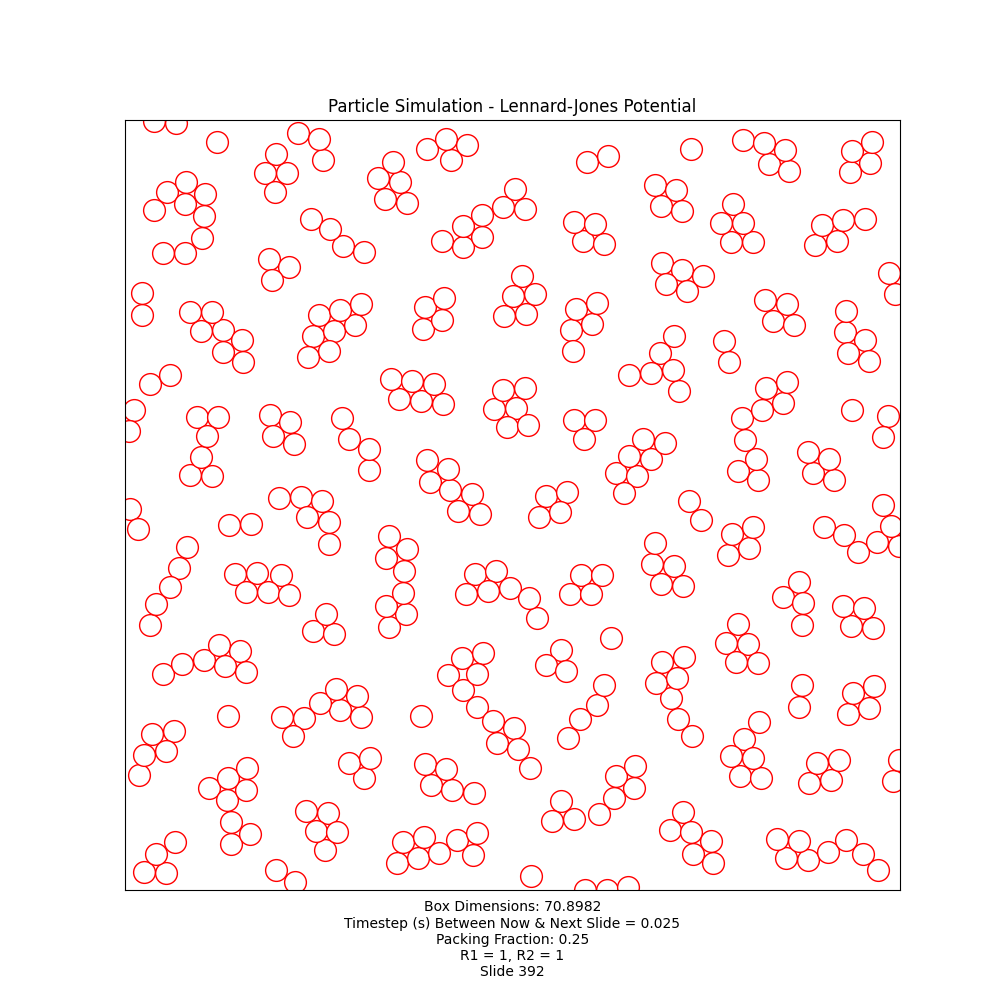 Particle Simulation - Lennard-Jones Potential
Box Dimensions: 70.8982
Timestep (s) Between Now & Next Slide = 0.025
Packing Fraction: 0.25
R1 = 1, R2 = 1
Slide 392